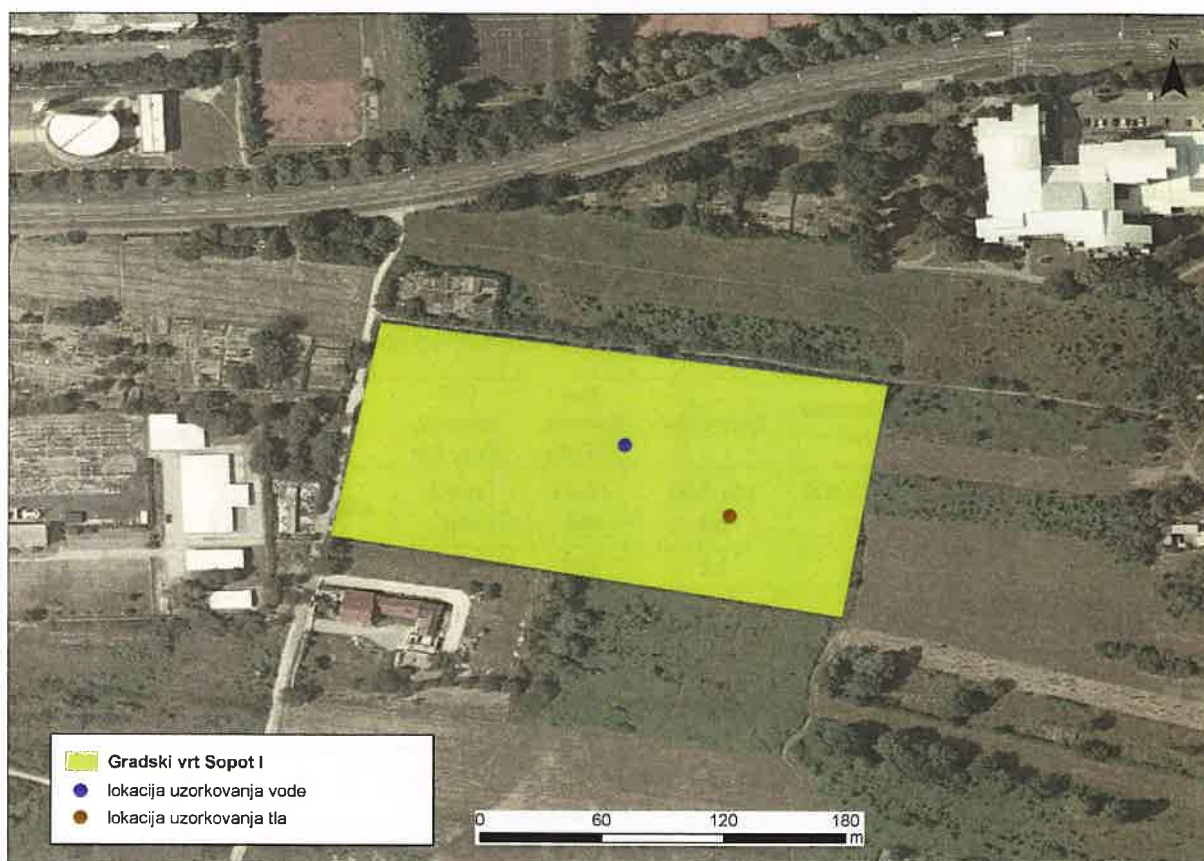 N
Gradski vrt Sopot I
lokacija uzorkovanja vode
lokacija uzorkovanja tla
0 60 120 180
m